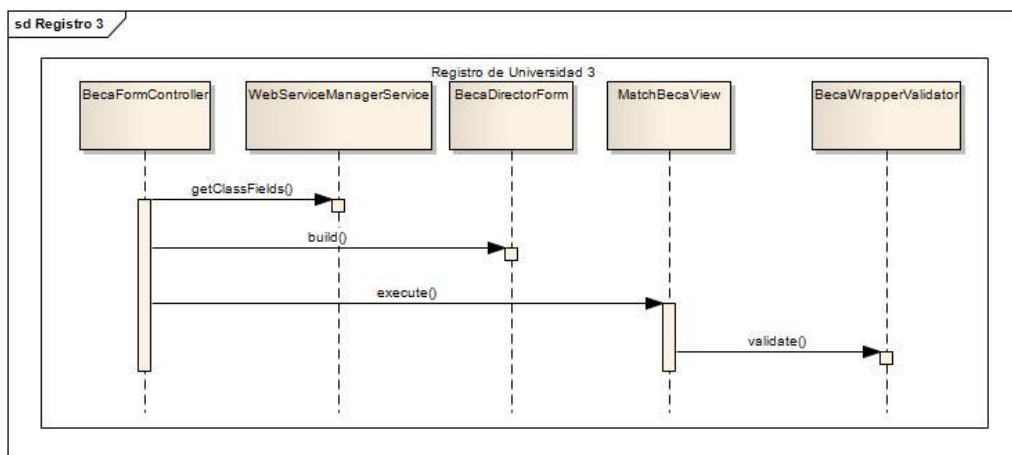 sd Registro 3
Registro de Universidad 3
BecaFormController
WebServiceManagerService
BecaDirectorForm
MatchBecaView
BecaWrapperValidator
getClassFields()
build()
execute()
validate()